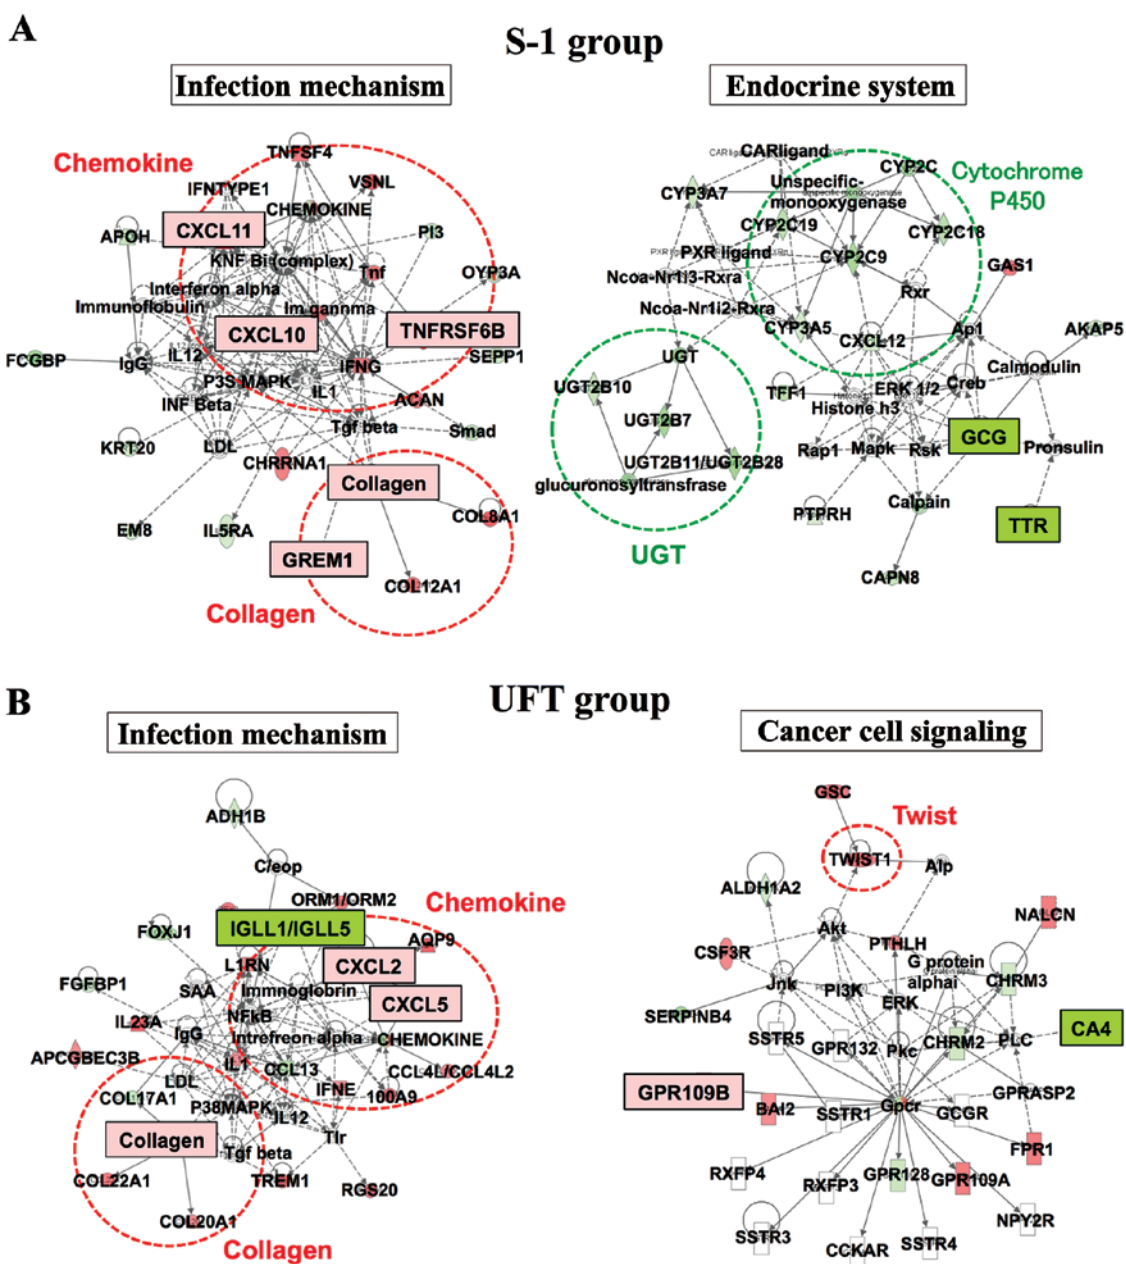 A
S-1 group
Infection mechanism
Endocrine system
TNFSF4
Chemokine
VSNL
IFNTYPE1
CHEMOKINE
CXCL11
APOH
PI3
KNF Bi (complex)
Tnf
OYP3A
Interferon alpha
Immunoflobulin
Im gannma
CXCL10
TNFRSF6B
FCGBP
IgG
IL12
IFNG
SEPP1
P3S MAPK
IL1
INF Beta
ACAN
Tgf beta
Smad
KRT20
LDL
CHRRNA1
Collagen
COL8A1
EM8
IL5RA
GREM1
COL12A1
Collagen
CARligand
CYP2C
Cytochrome
P450
CYP3A7
Unspecific-
monooxygenase
CYP2C19
CYP2C18
PXR ligand
CYP2C9
GAS1
Ncoa-Nr1i3-Rxra
Rxr
Ncoa-Nr1i2-Rxra
CYP3A5
CXCL12
Ap1
AKAP5
UGT
Calmodulin
UGT2B10
TFF1
ERK 1/2
Creb
Histone h3
UGT2B7
GCG
Rap1
Mapk
Rsk
Pronsulin
UGT2B11/UGT2B28
glucuronosyltransfrase
PTPRH
Calpain
TTR
UGT
CAPN8
B
UFT group
Infection mechanism
Cancer cell signaling
ADH1B
C/eop
ORM1/ORM2
Chemokine
FOXJ1
IGLL1/IGLL5
AQP9
L1RN
CXCL2
FGFBP1
SAA
Immnoglobrin
CXCL5
IL23A
NFkB
IgG
Intrefreon alpha
CHEMOKINE
APCGBEC3B
IL1
CCL13
CCL4L/CCL4L2
LDL
IFNE
100A9
COL17A1
P38MAPK
IL12
Collagen
Tlr
Tgf beta
COL22A1
TREM1
RGS20
COL20A1
Collagen
GSC
Twist
TWIST1
Alp
ALDH1A2
NALCN
Akt
CSF3R
PTHLH
G protein
alphai
Jnk
PI3K
CHRM3
ERK
SERPINB4
SSTR5
GPR132
Pkc
CHRM2
PLC
CA4
GPR109B
BAI2
SSTR1
Gpcr
GCGR
GPRASP2
FPR1
RXFP4
RXFP3
GPR128
GPR109A
NPY2R
SSTR3
CCKAR
SSTR4